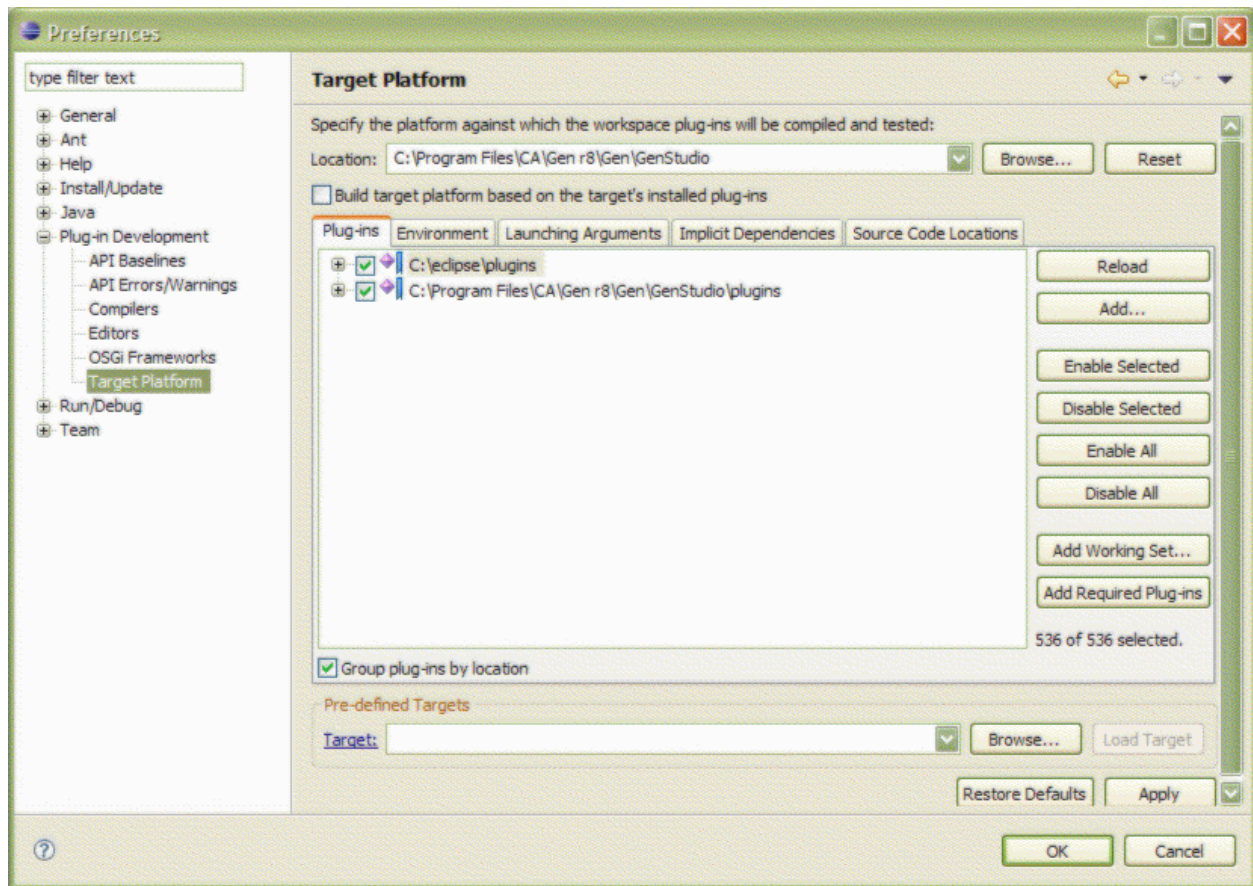 Preferences
type filter text
General
Ant
Help
Install/Update
Java
Plug-in Development
API Baselines
API Errors/Warnings
Compilers
Editors
OSGi Frameworks
Target Platform
Run/Debug
Team
Target Platform
Specify the platform against which the workspace plug-ins will be compiled and tested:
Location: C:\Program Files\CA\Gen r8\Gen\GenStudio Browse... Reset
Build target platform based on the target's installed plug-ins
Plug-ins Environment Launching Arguments Implicit Dependencies Source Code Locations
C:\eclipse\plugins
C:\Program Files\CA\Gen r8\Gen\GenStudio\plugins
Reload
Add...
Enable Selected
Disable Selected
Enable All
Disable All
Add Working Set...
Add Required Plug-ins
536 of 536 selected.
Group plug-ins by location
Pre-defined Targets
Target: Browse... Load Target
Restore Defaults Apply
? OK Cancel